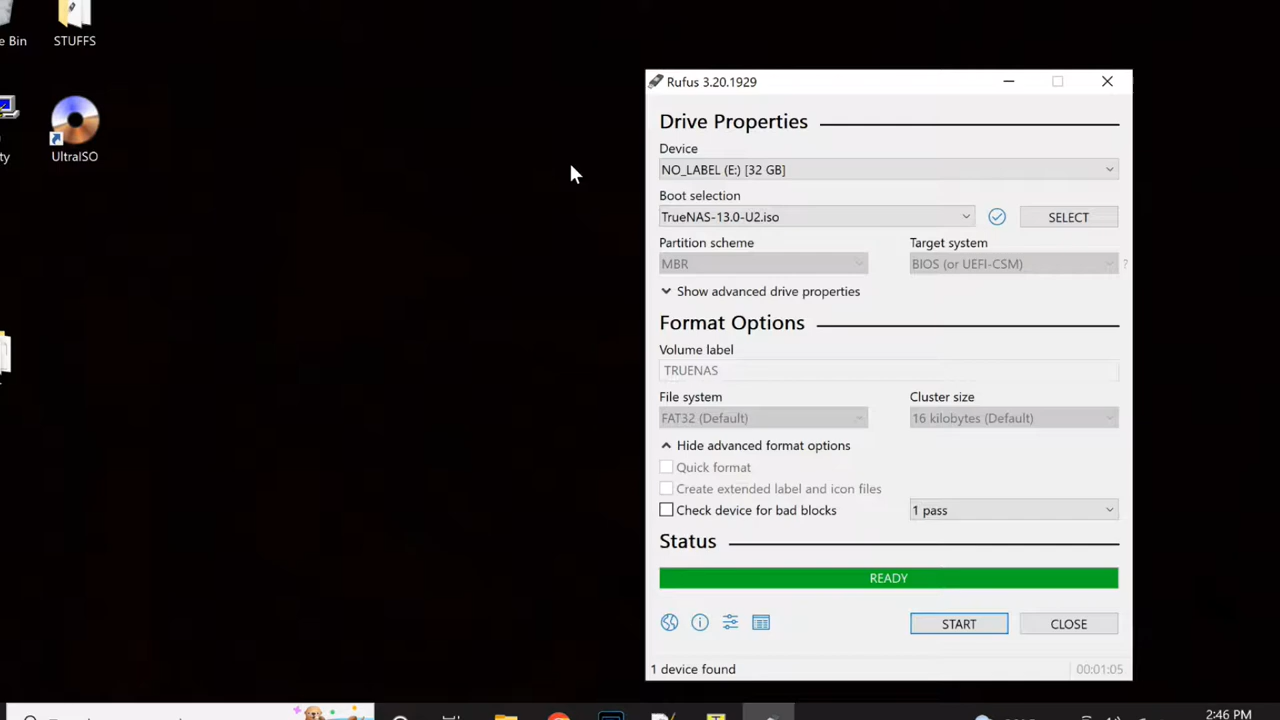 e Bin
STUFFS
ty
UltraISO
Rufus 3.20.1929
Drive Properties
Device
NO_LABEL (E:) [32 GB]
Boot selection
TrueNAS-13.0-U2.iso
SELECT
Partition scheme
Target system
MBR
BIOS (or UEFI-CSM)
?
Show advanced drive properties
Format Options
Volume label
TRUENAS
File system
Cluster size
FAT32 (Default)
16 kilobytes (Default)
Hide advanced format options
Quick format
Create extended label and icon files
Check device for bad blocks
1 pass
Status
READY
START
CLOSE
1 device found
00:01:05
2:46 PM